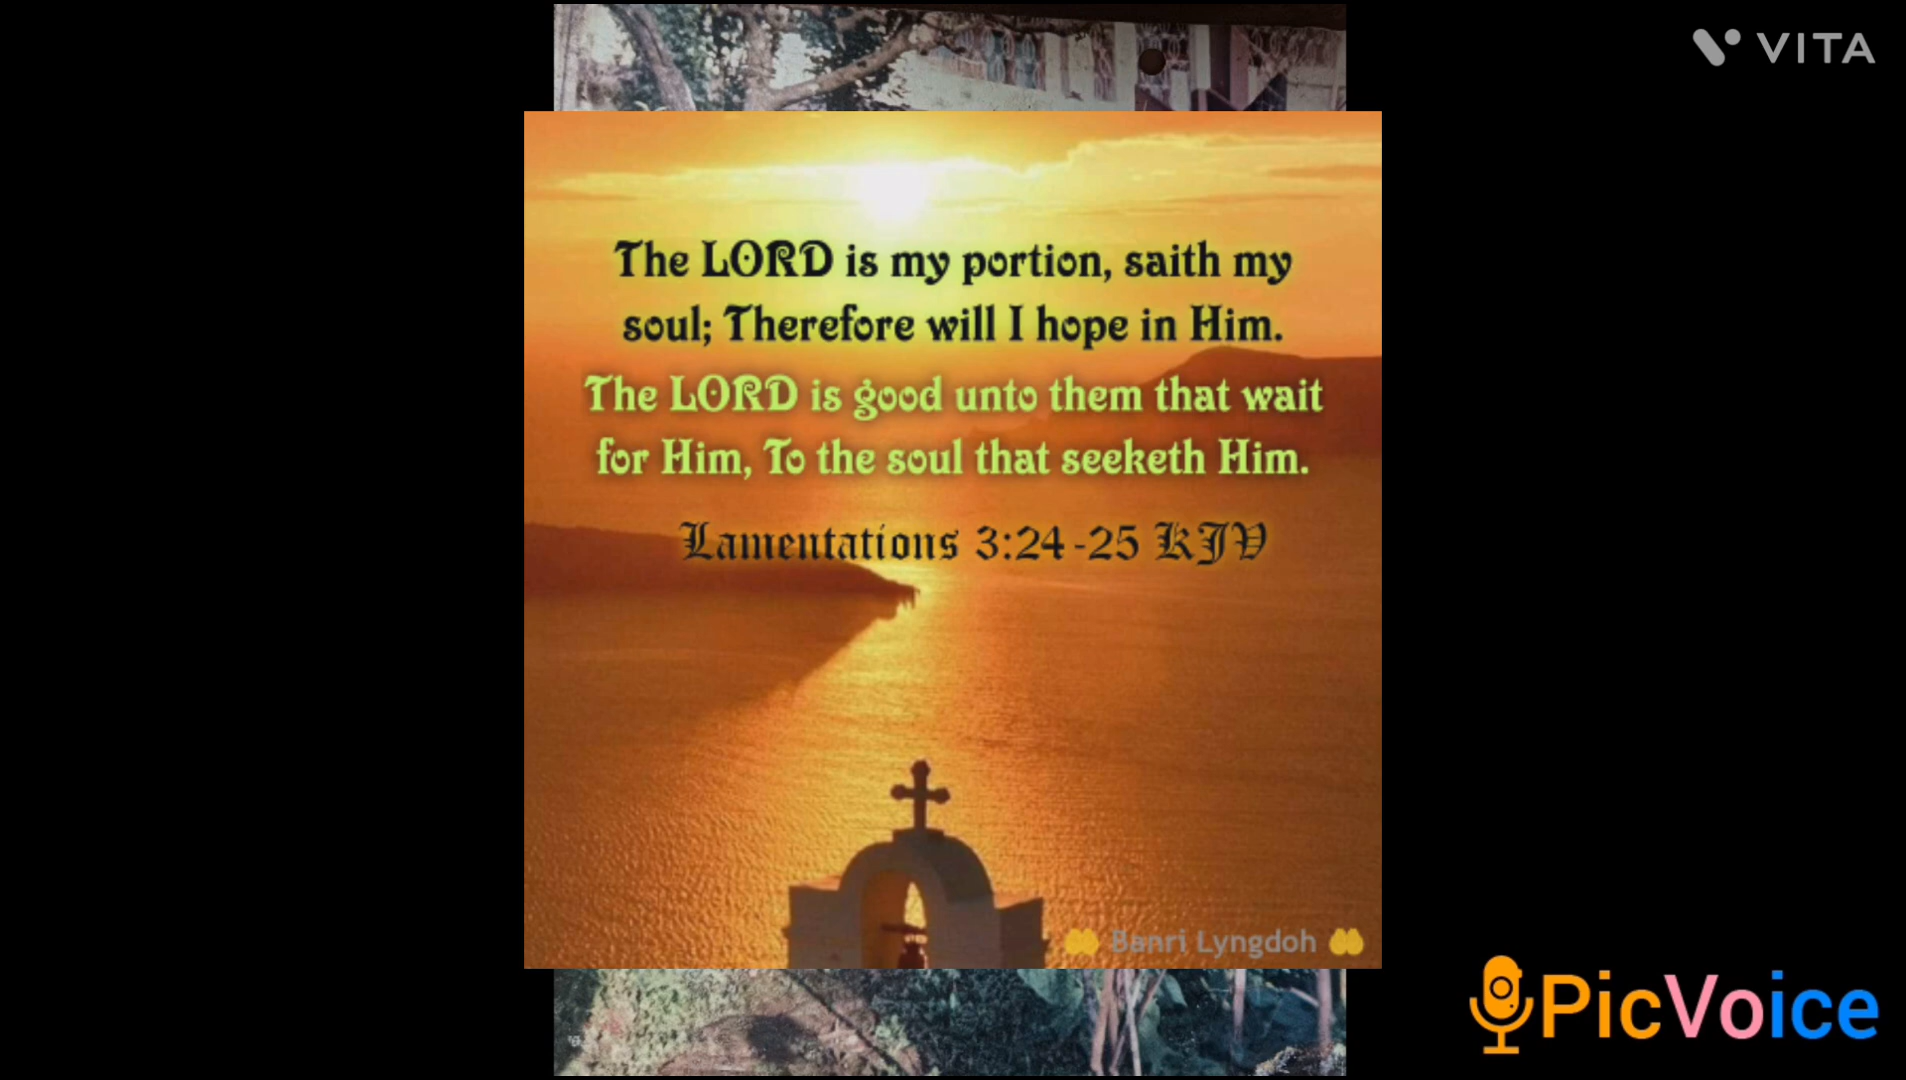 VITA
The LORD is my portion, saith my
soul; Therefore will I hope in Him.
The LORD is good unto them that wait
for Him, To the soul that seeketh Him.
Lamentations 3:24-25 KJV
🤲 Banri Lyngdoh 🤲
PicVoice